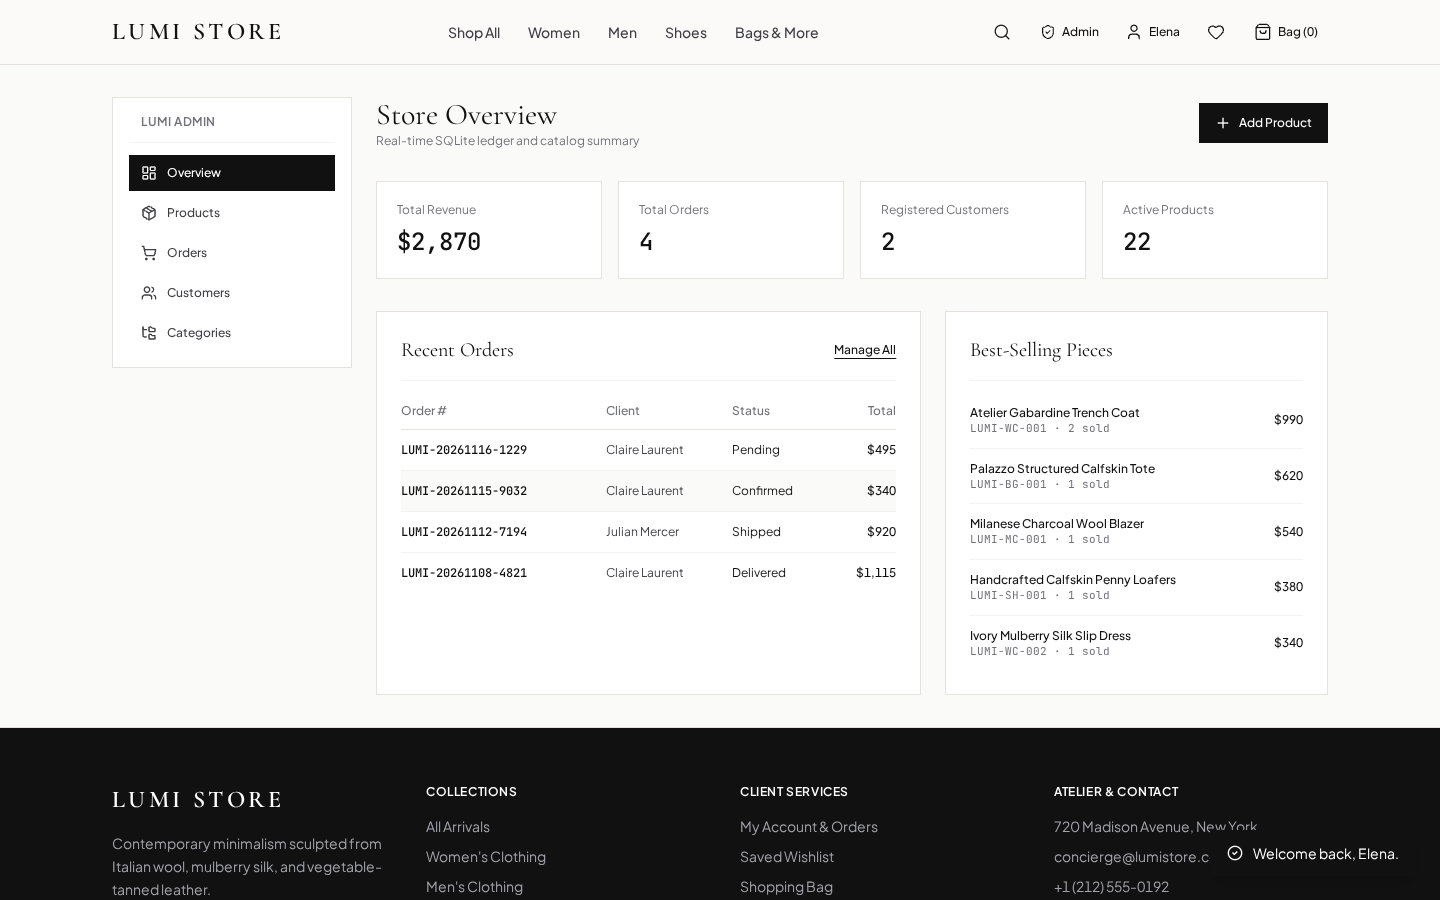 LUMI STORE
Shop All
Women
Men
Shoes
Bags & More
Admin
Elena
Bag (0)
LUMI ADMIN
Overview
Products
Orders
Customers
Categories
Store Overview
Real-time SQLite ledger and catalog summary
Add Product
Total Revenue
$2,870
Total Orders
4
Registered Customers
2
Active Products
22
Recent Orders
Manage All
Order # Client Status Total
LUMI-20261116-1229 Claire Laurent Pending $495
LUMI-20261115-9032 Claire Laurent Confirmed $340
LUMI-20261112-7194 Julian Mercer Shipped $920
LUMI-20261108-4821 Claire Laurent Delivered $1,115
Best-Selling Pieces
Atelier Gabardine Trench Coat
LUMI-WC-001 · 2 sold
$990
Palazzo Structured Calfskin Tote
LUMI-BG-001 · 1 sold
$620
Milanese Charcoal Wool Blazer
LUMI-MC-001 · 1 sold
$540
Handcrafted Calfskin Penny Loafers
LUMI-SH-001 · 1 sold
$380
Ivory Mulberry Silk Slip Dress
LUMI-WC-002 · 1 sold
$340
LUMI STORE
Contemporary minimalism sculpted from
Italian wool, mulberry silk, and vegetable-
tanned leather.
COLLECTIONS
All Arrivals
Women's Clothing
Men's Clothing
CLIENT SERVICES
My Account & Orders
Saved Wishlist
Shopping Bag
ATELIER & CONTACT
720 Madison Avenue, New York
concierge@lumistore.c
+1 (212) 555-0192
Welcome back, Elena.